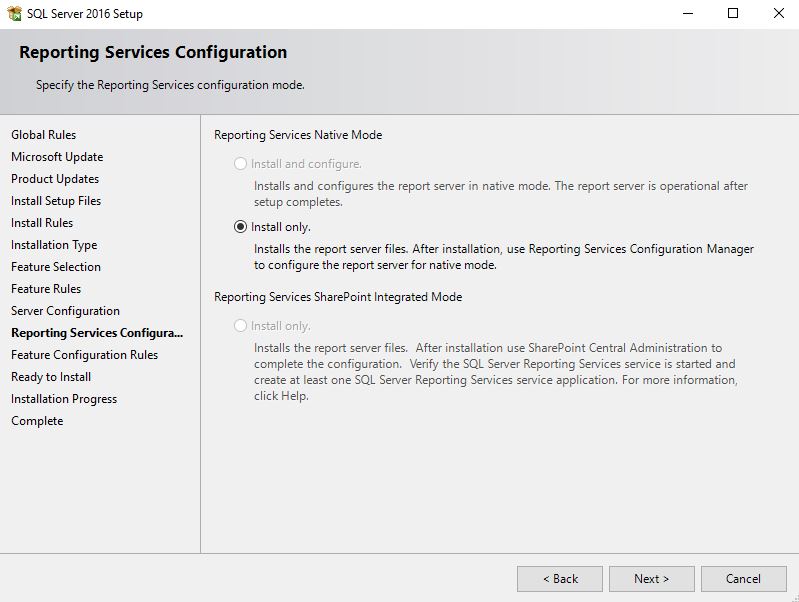 SQL Server 2016 Setup
Reporting Services Configuration
Specify the Reporting Services configuration mode.
Global Rules
Microsoft Update
Product Updates
Install Setup Files
Install Rules
Installation Type
Feature Selection
Feature Rules
Server Configuration
Reporting Services Configura...
Feature Configuration Rules
Ready to Install
Installation Progress
Complete
Reporting Services Native Mode
Install and configure.
Installs and configures the report server in native mode. The report server is operational after
setup completes.
Install only.
Installs the report server files. After installation, use Reporting Services Configuration Manager
to configure the report server for native mode.
Reporting Services SharePoint Integrated Mode
Install only.
Installs the report server files.  After installation use SharePoint Central Administration to
complete the configuration.  Verify the SQL Server Reporting Services service is started and
create at least one SQL Server Reporting Services service application. For more information,
click Help.
< Back
Next >
Cancel